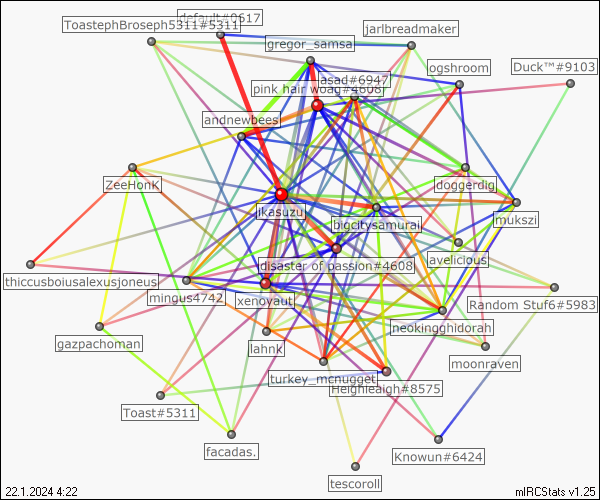 default#0617
ToastephBroseph5311#5311
jarlbreadmaker
gregor_samsa
ogshroom
Duck™#9103
asad#6947
pink hair woag#4608
andnewbees
ZeeHonk
doggerdig
jikasuzu
bigcitysamurai
mukszi
avelicious
disaster of passion#4608
thiccusboiusalexusjoneus
mingus4742
xenoyaut
Random Stuf6#5983
neokingghidorah
gazpachoman
lahnk
moonraven
turkey_mcnugget
Heighleaigh#8575
Toast#5311
facadas.
Knowun#6424
tescoroll
22.1.2024 4:22
mIRCStats v1.25